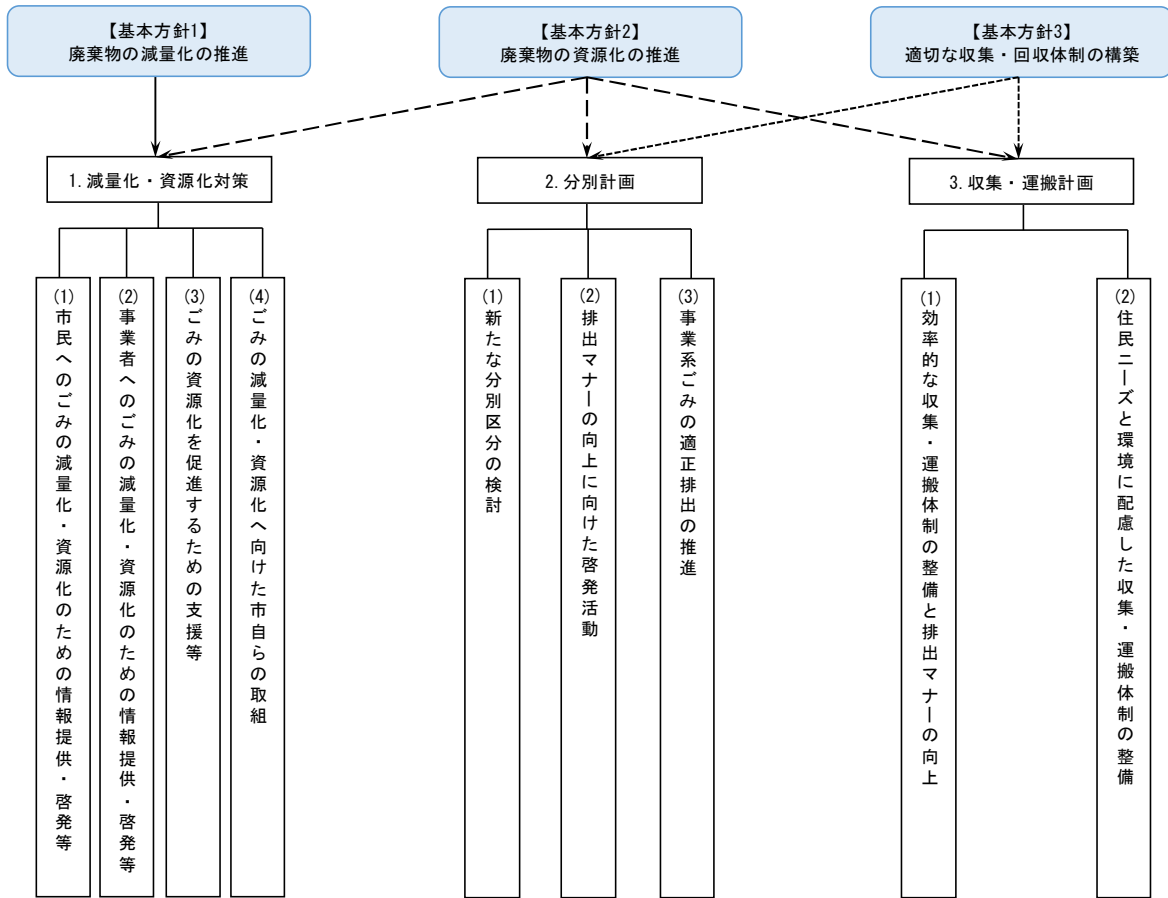 【基本方針1】
廃棄物の減量化の推進
【基本方針2】
廃棄物の資源化の推進
【基本方針3】
適切な収集・回収体制の構築
1.減量化・資源化対策
2.分別計画
3.収集・運搬計画
(1)市民へのごみの減量化・資源化のための情報提供・啓発等
(2)事業者へのごみの減量化・資源化のための情報提供・啓発等
(3)ごみの資源化を促進するための支援等
(4)ごみの減量化・資源化へ向けた市自らの取組
(1)新たな分別区分の検討
(2)排出マナーの向上に向けた啓発活動
(3)事業系ごみの適正排出の推進
(1)効率的な収集・運搬体制の整備と排出マナーの向上
(2)住民ニーズと環境に配慮した収集・運搬体制の整備